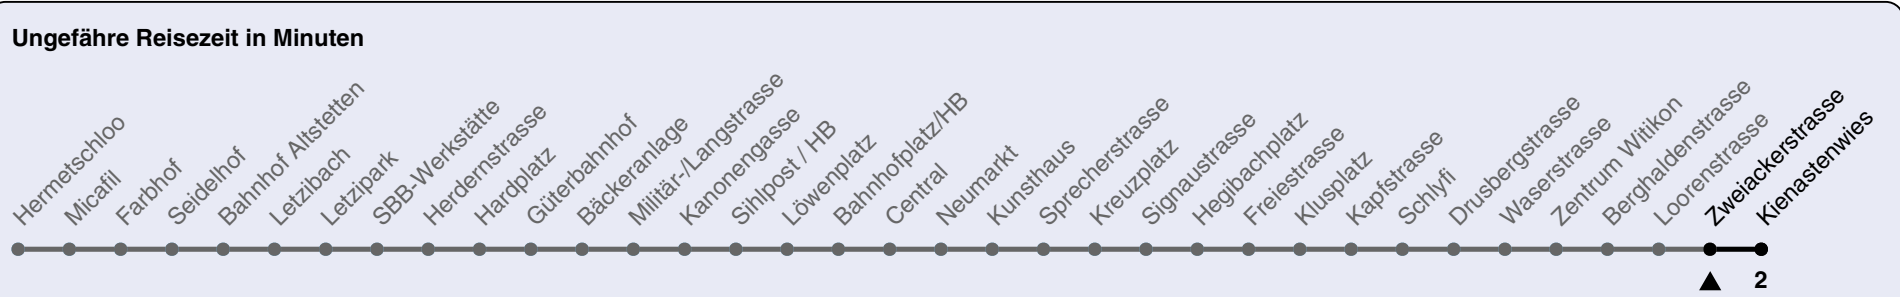 Ungefähre Reisezeit in Minuten
Hermetschloo
Micafil
Farbhof
Seidelhof
Bahnhof Altstetten
Letzibach
Letzipark
SBB-Werkstätte
Herdernstrasse
Hardplatz
Güterbahnhof
Bäckeranlage
Militär-/Langstrasse
Kanonengasse
Sihlpost / HB
Löwenplatz
Bahnhofplatz/HB
Central
Neumarkt
Kunsthaus
Sprecherstrasse
Kreuzplatz
Signaustrasse
Hegibachplatz
Freiestrasse
Klusplatz
Kapfstrasse
Schlyfi
Drusbergstrasse
Waserstrasse
Zentrum Witikon
Berghaldenstrasse
Loorenstrasse
Zweiackerstrasse
Kienastenwies
2